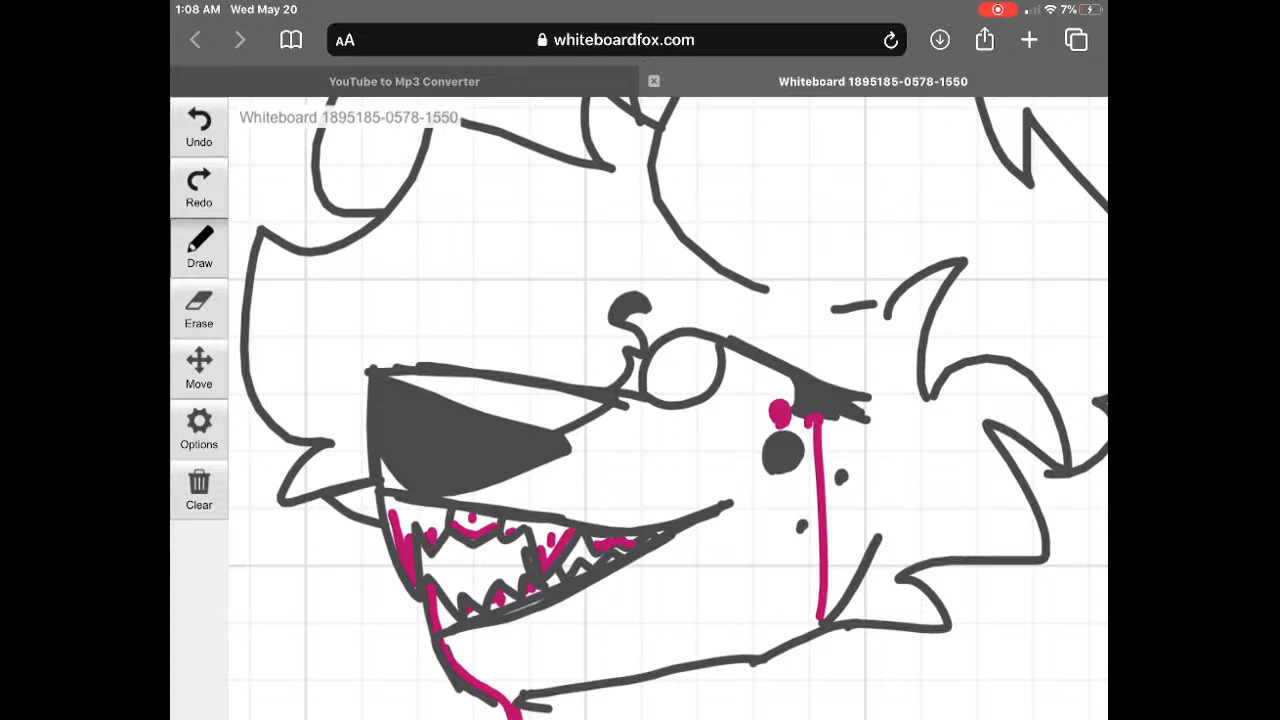 1:08 AM Wed May 20 7%
AA whiteboardfox.com
YouTube to Mp3 Converter Whiteboard 1895185-0578-1550
Whiteboard 1895185-0578-1550
Undo
Redo
Draw
Erase
Move
Options
Clear